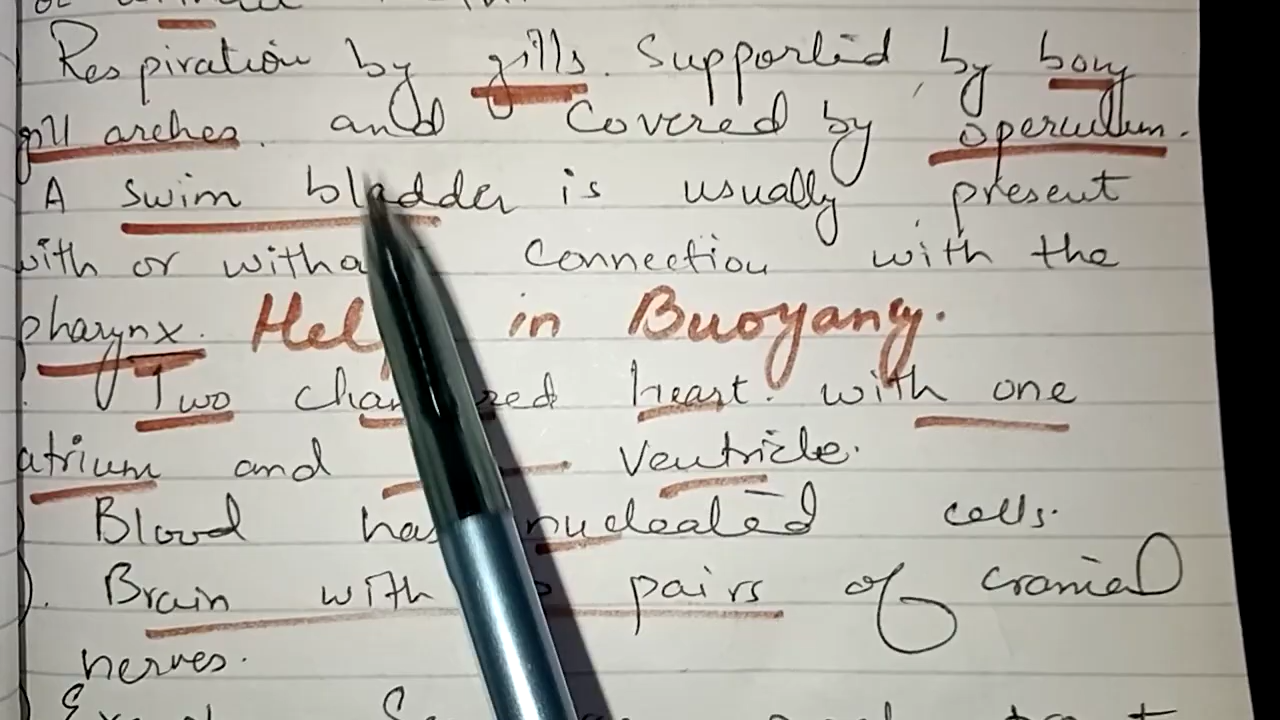 Respiration by gills. Supported by bony
gill arches. and Covered by operculum.
A swim bladder is usually present
with or witho connection with the
pharynx. Hel in Buoyancy.
Two cham red heart. with one
atrium and ventricle.
Blood has nucleated cells.
Brain with pairs of cranial
nerves.